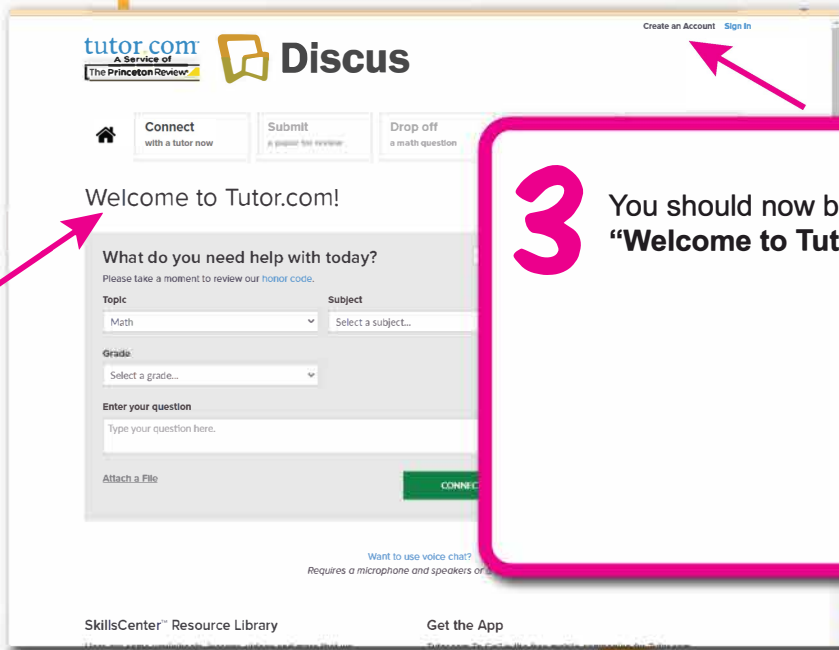 Create an Account Sign In
tutor.com
A Service of
The Princeton Review
Discus
Connect
with a tutor now
Submit
a paper for review
Drop off
a math question
Welcome to Tutor.com!
3
You should now b
"Welcome to Tut
What do you need help with today?
Please take a moment to review our honor code.
Topic Subject
Math Select a subject...
Grade
Select a grade...
Enter your question
Type your question here.
Attach a File
CONNEC
Want to use voice chat?
Requires a microphone and speakers or
SkillsCenter™ Resource Library Get the App